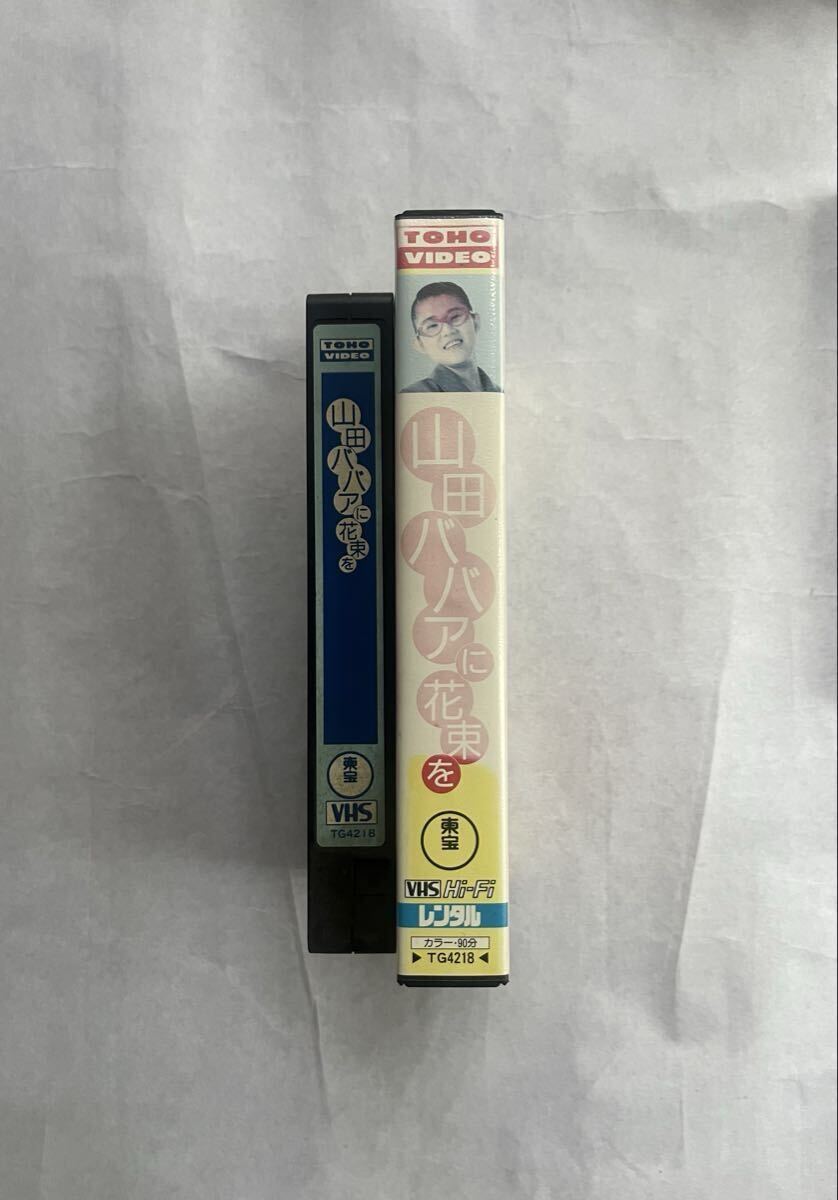 TOHO
VIDEO
山田ババアに花束を
東宝
VHS
TG4218
TOHO
VIDEO
山田ババアに花束を
東宝
VHS Hi-Fi
レンタル
カラー・90分
▶ TG4218 ◀